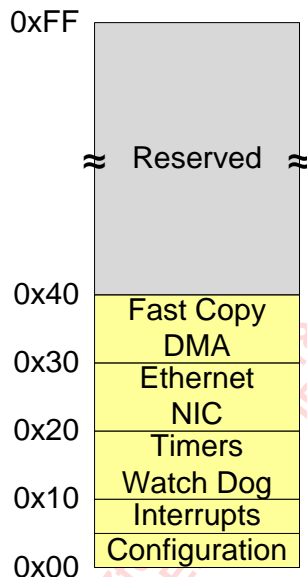 0xFF
≈ Reserved ≈
0x40
Fast Copy
DMA
0x30
Ethernet
NIC
0x20
Timers
Watch Dog
0x10
Interrupts
Configuration
0x00